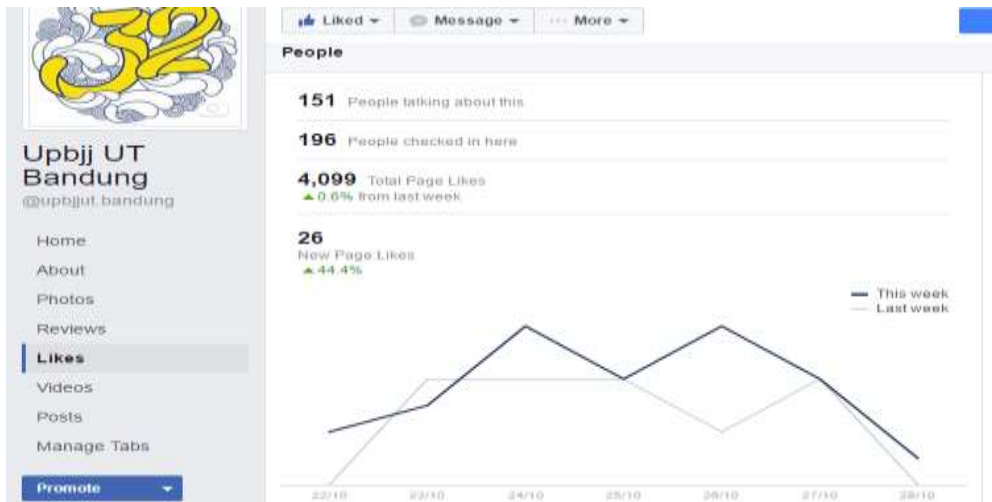 32
Upbjj UT
Bandung
@upbjjut.bandung
Home
About
Photos
Reviews
Likes
Videos
Posts
Manage Tabs
Promote
Liked
Message
More
People
151 People talking about this
196 People checked in here
4,099 Total Page Likes
0.6% from last week
26
New Page Likes
44.4%
This week
Last week
22/10 23/10 24/10 25/10 26/10 27/10 28/10